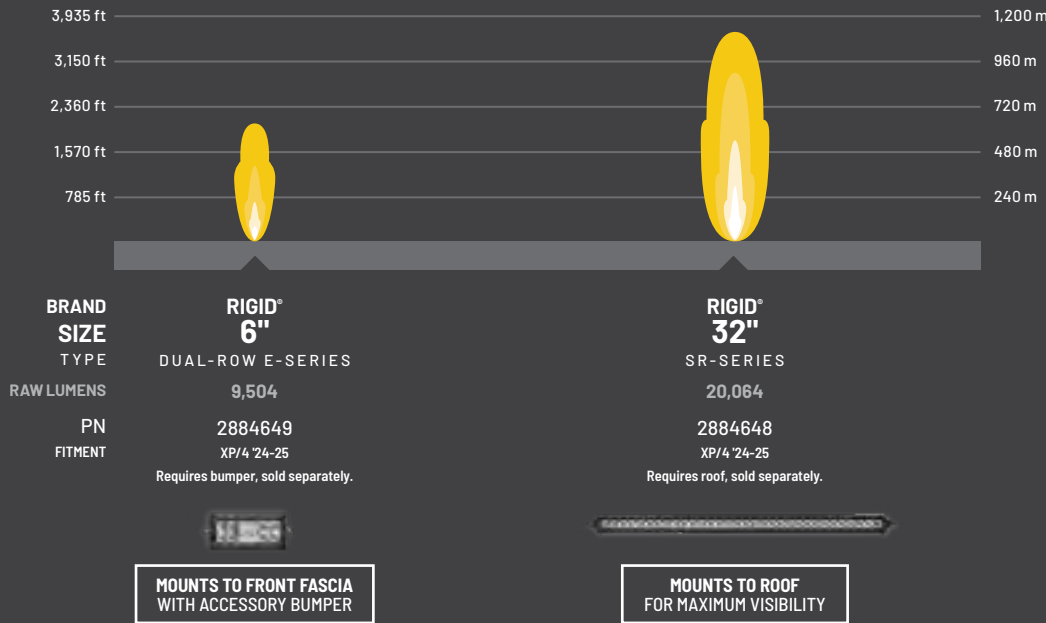 3,935 ft 1,200 m
3,150 ft 960 m
2,360 ft 720 m
1,570 ft 480 m
785 ft 240 m
BRAND RIGID® RIGID®
SIZE 6" 32"
TYPE DUAL-ROW E-SERIES SR-SERIES
RAW LUMENS 9,504 20,064
PN 2884649 2884648
FITMENT XP/4 '24-25 XP/4 '24-25
Requires bumper, sold separately. Requires roof, sold separately.
MOUNTS TO FRONT FASCIA MOUNTS TO ROOF
WITH ACCESSORY BUMPER FOR MAXIMUM VISIBILITY